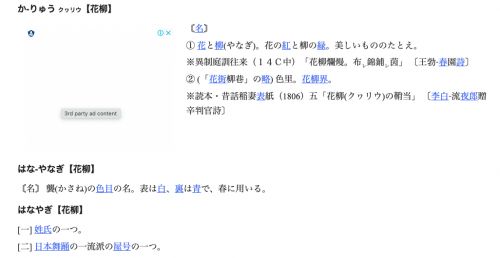 か‐りゅう クヮリウ【花柳】
〘名〙
① 花と柳(やなぎ)。花の紅と柳の緑。美しいもののたとえ。
※異制庭訓往来（１４Ｃ中）「花柳爛熳。布㆓錦鋪㆒茵」 〔王勃‐春園詩〕
② (「花街柳巷」の略) 色里。花柳界。
※読本・昔話稲妻表紙（1806）五「花柳(クヮリウ)の鞘当」 〔李白‐流夜郎贈
辛判官詩〕
3rd party ad content
はな‐やなぎ【花柳】
〘名〙 襲(かさね)の色目の名。表は白、裏は青で、春に用いる。
はなやぎ【花柳】
[一] 姓氏の一つ。
[二] 日本舞踊の一流派の屋号の一つ。